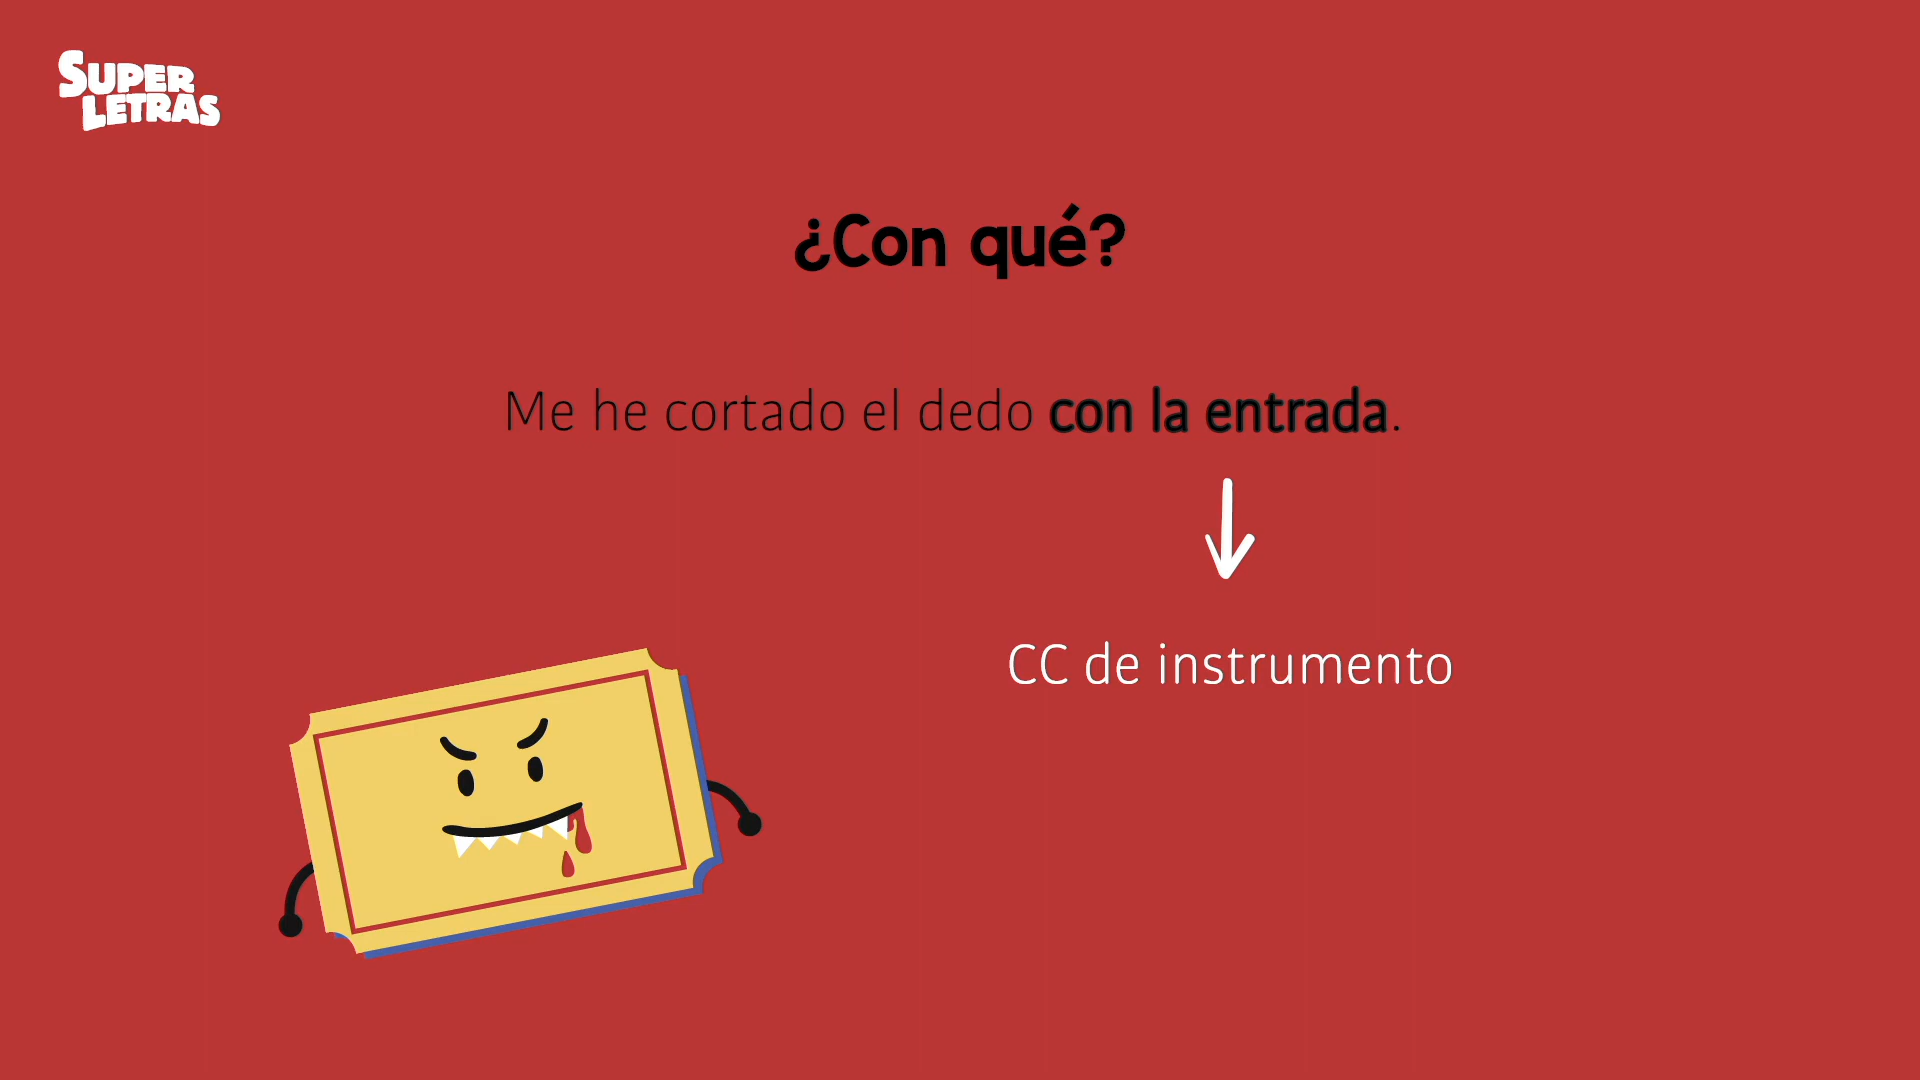 SUPER
LETRAS
¿Con qué?
Me he cortado el dedo con la entrada.
CC de instrumento